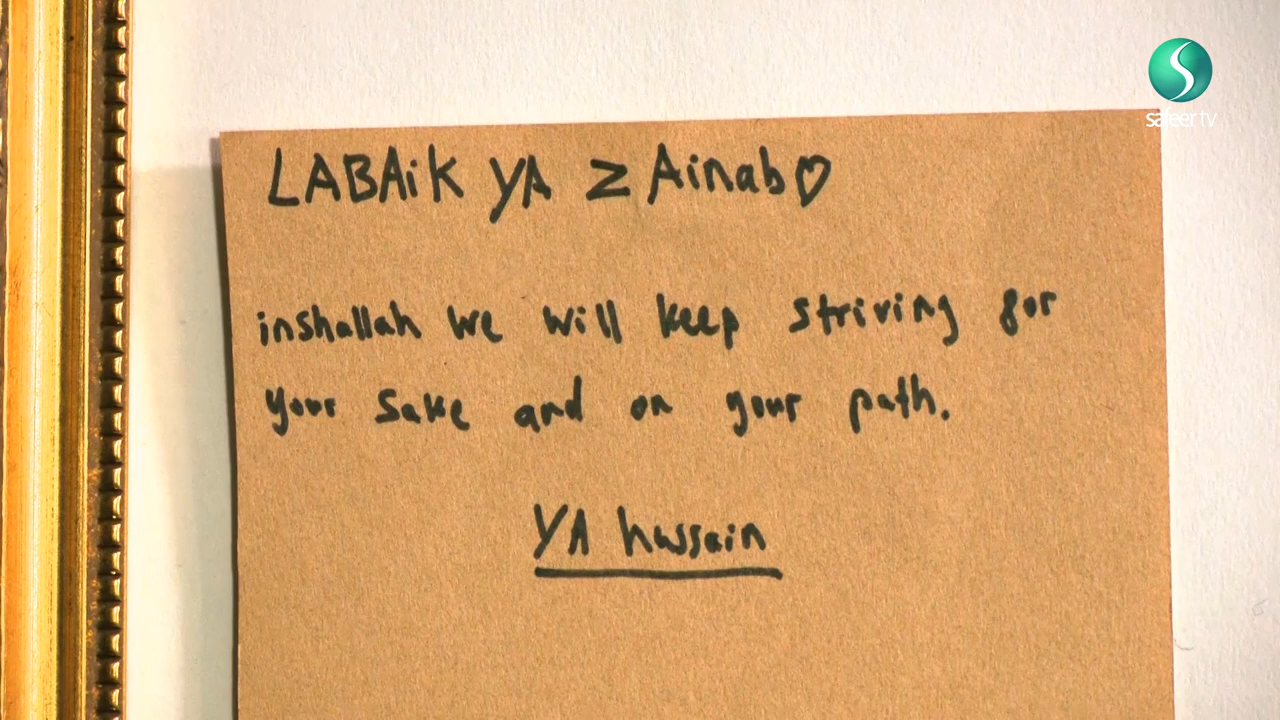 safeer tv
LABAiK YA ZAinab♡
inshallah we will keep striving for
your sake and on your path.
YA hussain